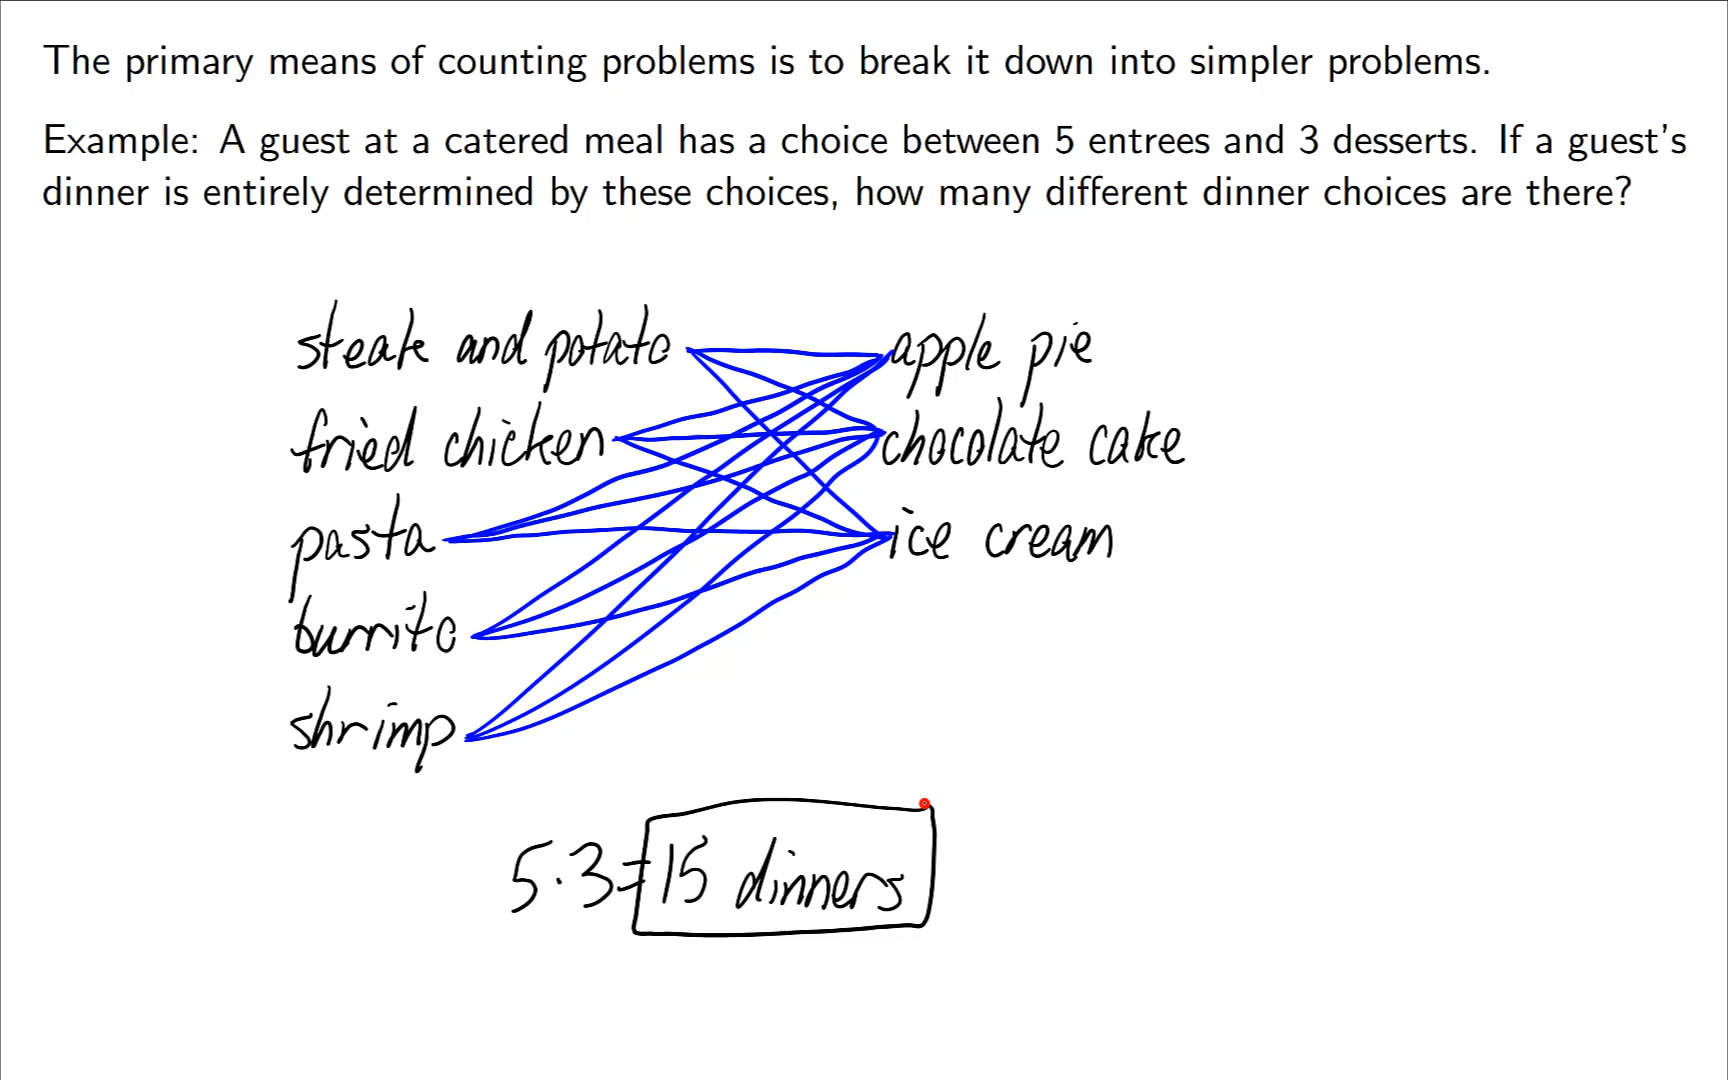 The primary means of counting problems is to break it down into simpler problems.
Example: A guest at a catered meal has a choice between 5 entrees and 3 desserts. If a guest's
dinner is entirely determined by these choices, how many different dinner choices are there?
steak and potato apple pie
fried chicken chocolate cake
pasta ice cream
burrito
shrimp
5·3=15 dinners